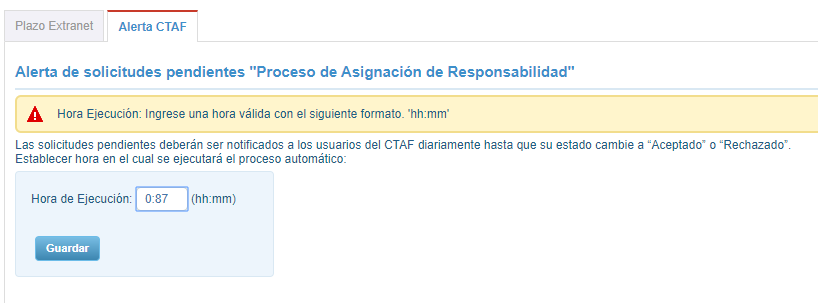 Plazo Extranet
Alerta CTAF
Alerta de solicitudes pendientes "Proceso de Asignación de Responsabilidad"
Hora Ejecución: Ingrese una hora válida con el siguiente formato. 'hh:mm'
Las solicitudes pendientes deberán ser notificados a los usuarios del CTAF diariamente hasta que su estado cambie a “Aceptado” o “Rechazado”.
Establecer hora en el cual se ejecutará el proceso automático:
Hora de Ejecución: 0:87 (hh:mm)
Guardar